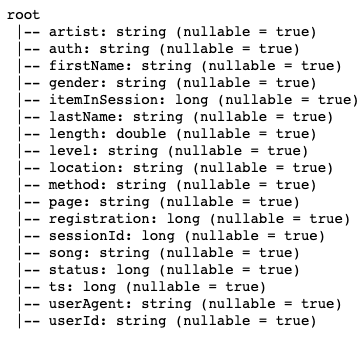 root
 |-- artist: string (nullable = true)
 |-- auth: string (nullable = true)
 |-- firstName: string (nullable = true)
 |-- gender: string (nullable = true)
 |-- itemInSession: long (nullable = true)
 |-- lastName: string (nullable = true)
 |-- length: double (nullable = true)
 |-- level: string (nullable = true)
 |-- location: string (nullable = true)
 |-- method: string (nullable = true)
 |-- page: string (nullable = true)
 |-- registration: long (nullable = true)
 |-- sessionId: long (nullable = true)
 |-- song: string (nullable = true)
 |-- status: long (nullable = true)
 |-- ts: long (nullable = true)
 |-- userAgent: string (nullable = true)
 |-- userId: string (nullable = true)